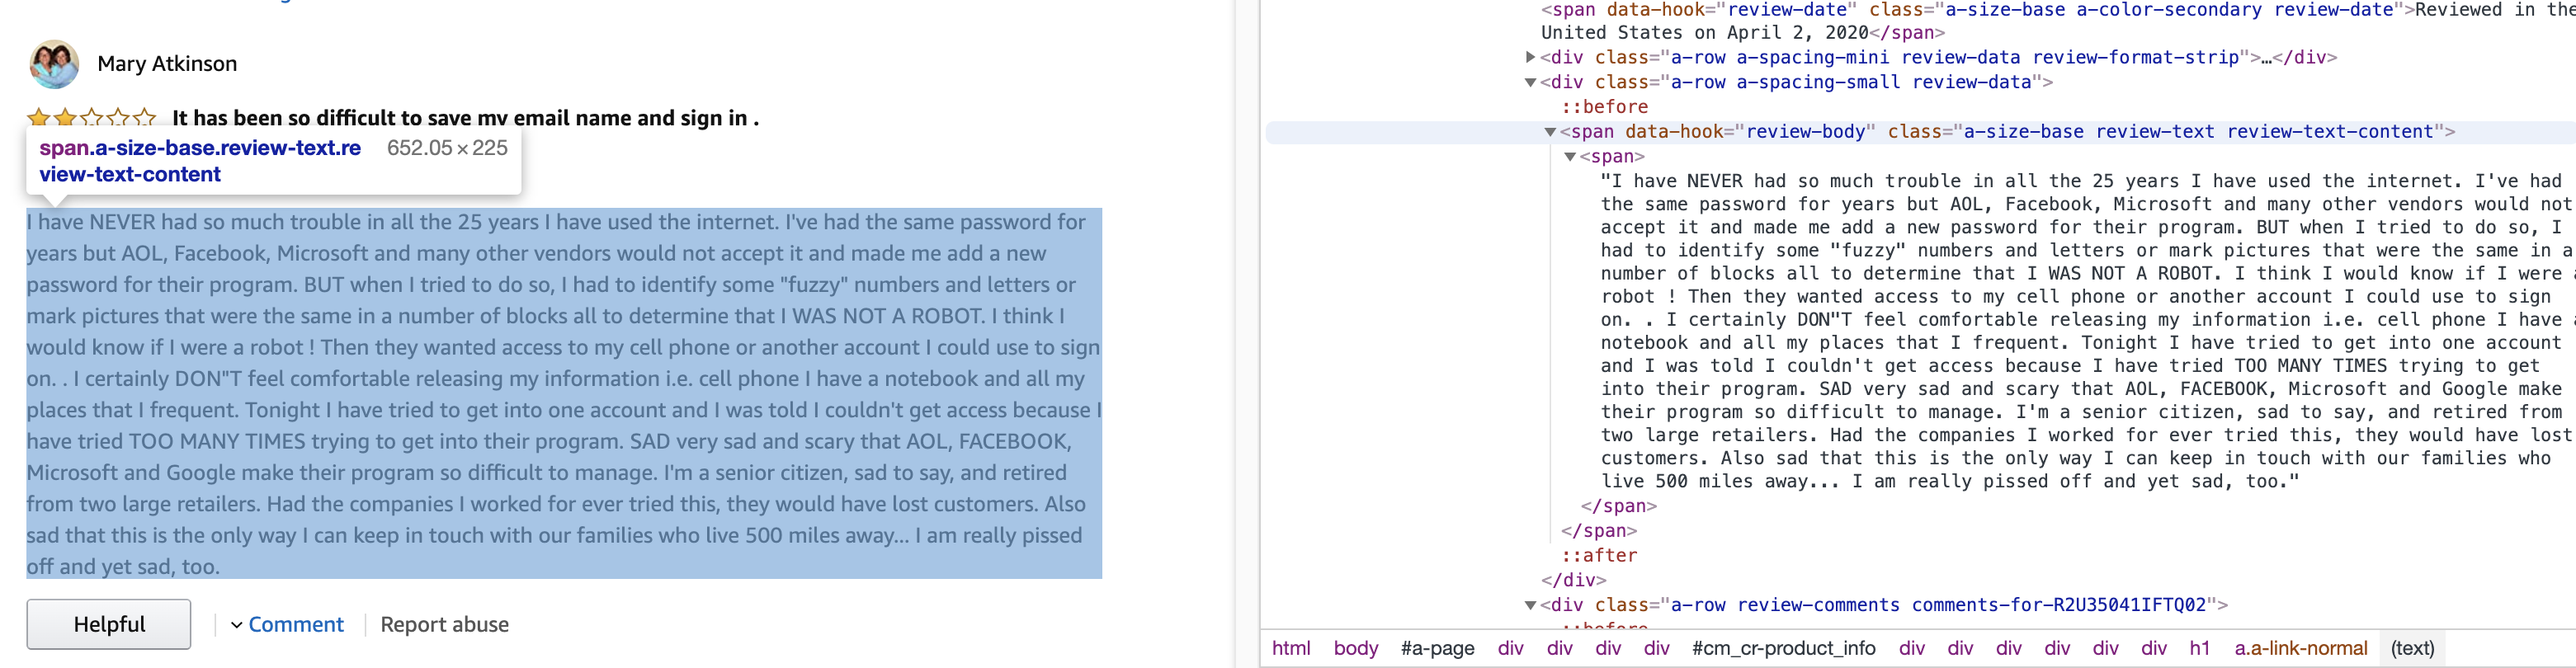 Mary Atkinson
It has been so difficult to save my email name and sign in .
span.a-size-base.review-text.re 652.05 × 225
view-text-content
I have NEVER had so much trouble in all the 25 years I have used the internet. I've had the same password for
years but AOL, Facebook, Microsoft and many other vendors would not accept it and made me add a new
password for their program. BUT when I tried to do so, I had to identify some "fuzzy" numbers and letters or
mark pictures that were the same in a number of blocks all to determine that I WAS NOT A ROBOT. I think I
would know if I were a robot ! Then they wanted access to my cell phone or another account I could use to sign
on. . I certainly DON"T feel comfortable releasing my information i.e. cell phone I have a notebook and all my
places that I frequent. Tonight I have tried to get into one account and I was told I couldn't get access because I
have tried TOO MANY TIMES trying to get into their program. SAD very sad and scary that AOL, FACEBOOK,
Microsoft and Google make their program so difficult to manage. I'm a senior citizen, sad to say, and retired
from two large retailers. Had the companies I worked for ever tried this, they would have lost customers. Also
sad that this is the only way I can keep in touch with our families who live 500 miles away... I am really pissed
off and yet sad, too.
Helpful
Comment
Report abuse
<span data-hook="review-date" class="a-size-base a-color-secondary review-date">Reviewed in the
United States on April 2, 2020</span>
<div class="a-row a-spacing-mini review-data review-format-strip">…</div>
<div class="a-row a-spacing-small review-data">
::before
<span data-hook="review-body" class="a-size-base review-text review-text-content">
<span>
"I have NEVER had so much trouble in all the 25 years I have used the internet. I've had
the same password for years but AOL, Facebook, Microsoft and many other vendors would not
accept it and made me add a new password for their program. BUT when I tried to do so, I
had to identify some "fuzzy" numbers and letters or mark pictures that were the same in a
number of blocks all to determine that I WAS NOT A ROBOT. I think I would know if I were a
robot ! Then they wanted access to my cell phone or another account I could use to sign
on. . I certainly DON"T feel comfortable releasing my information i.e. cell phone I have a
notebook and all my places that I frequent. Tonight I have tried to get into one account
and I was told I couldn't get access because I have tried TOO MANY TIMES trying to get
into their program. SAD very sad and scary that AOL, FACEBOOK, Microsoft and Google make
their program so difficult to manage. I'm a senior citizen, sad to say, and retired from
two large retailers. Had the companies I worked for ever tried this, they would have lost
customers. Also sad that this is the only way I can keep in touch with our families who
live 500 miles away... I am really pissed off and yet sad, too."
</span>
</span>
::after
</div>
<div class="a-row review-comments comments-for-R2U35041IFTQ02">
::before
html body #a-page div div div div #cm_cr-product_info div div div div div div h1 a.a-link-normal (text)